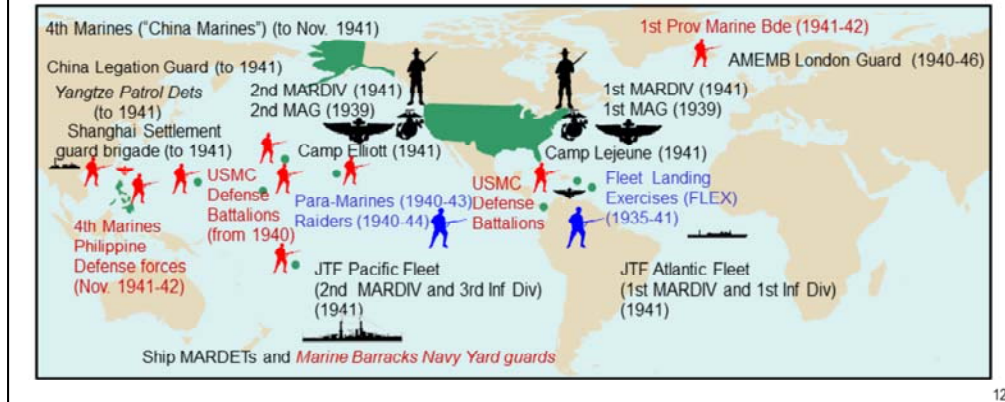 4th Marines ("China Marines") (to Nov. 1941)
China Legation Guard (to 1941)
Yangtze Patrol Dets
(to 1941)
Shanghai Settlement
guard brigade (to 1941)
2nd MARDIV (1941)
2nd MAG (1939)
Camp Elliott (1941)
1st Prov Marine Bde (1941-42)
AMEMB London Guard (1940-46)
1st MARDIV (1941)
1st MAG (1939)
Camp Lejeune (1941)
USMC
Defense
Battalions
(from 1940)
Para-Marines (1940-43)
Raiders (1940-44)
USMC
Defense
Battalions
Fleet Landing
Exercises (FLEX)
(1935-41)
4th Marines
Philippine
Defense forces
(Nov. 1941-42)
JTF Pacific Fleet
(2nd MARDIV and 3rd Inf Div)
(1941)
JTF Atlantic Fleet
(1st MARDIV and 1st Inf Div)
(1941)
Ship MARDETs and Marine Barracks Navy Yard guards
12